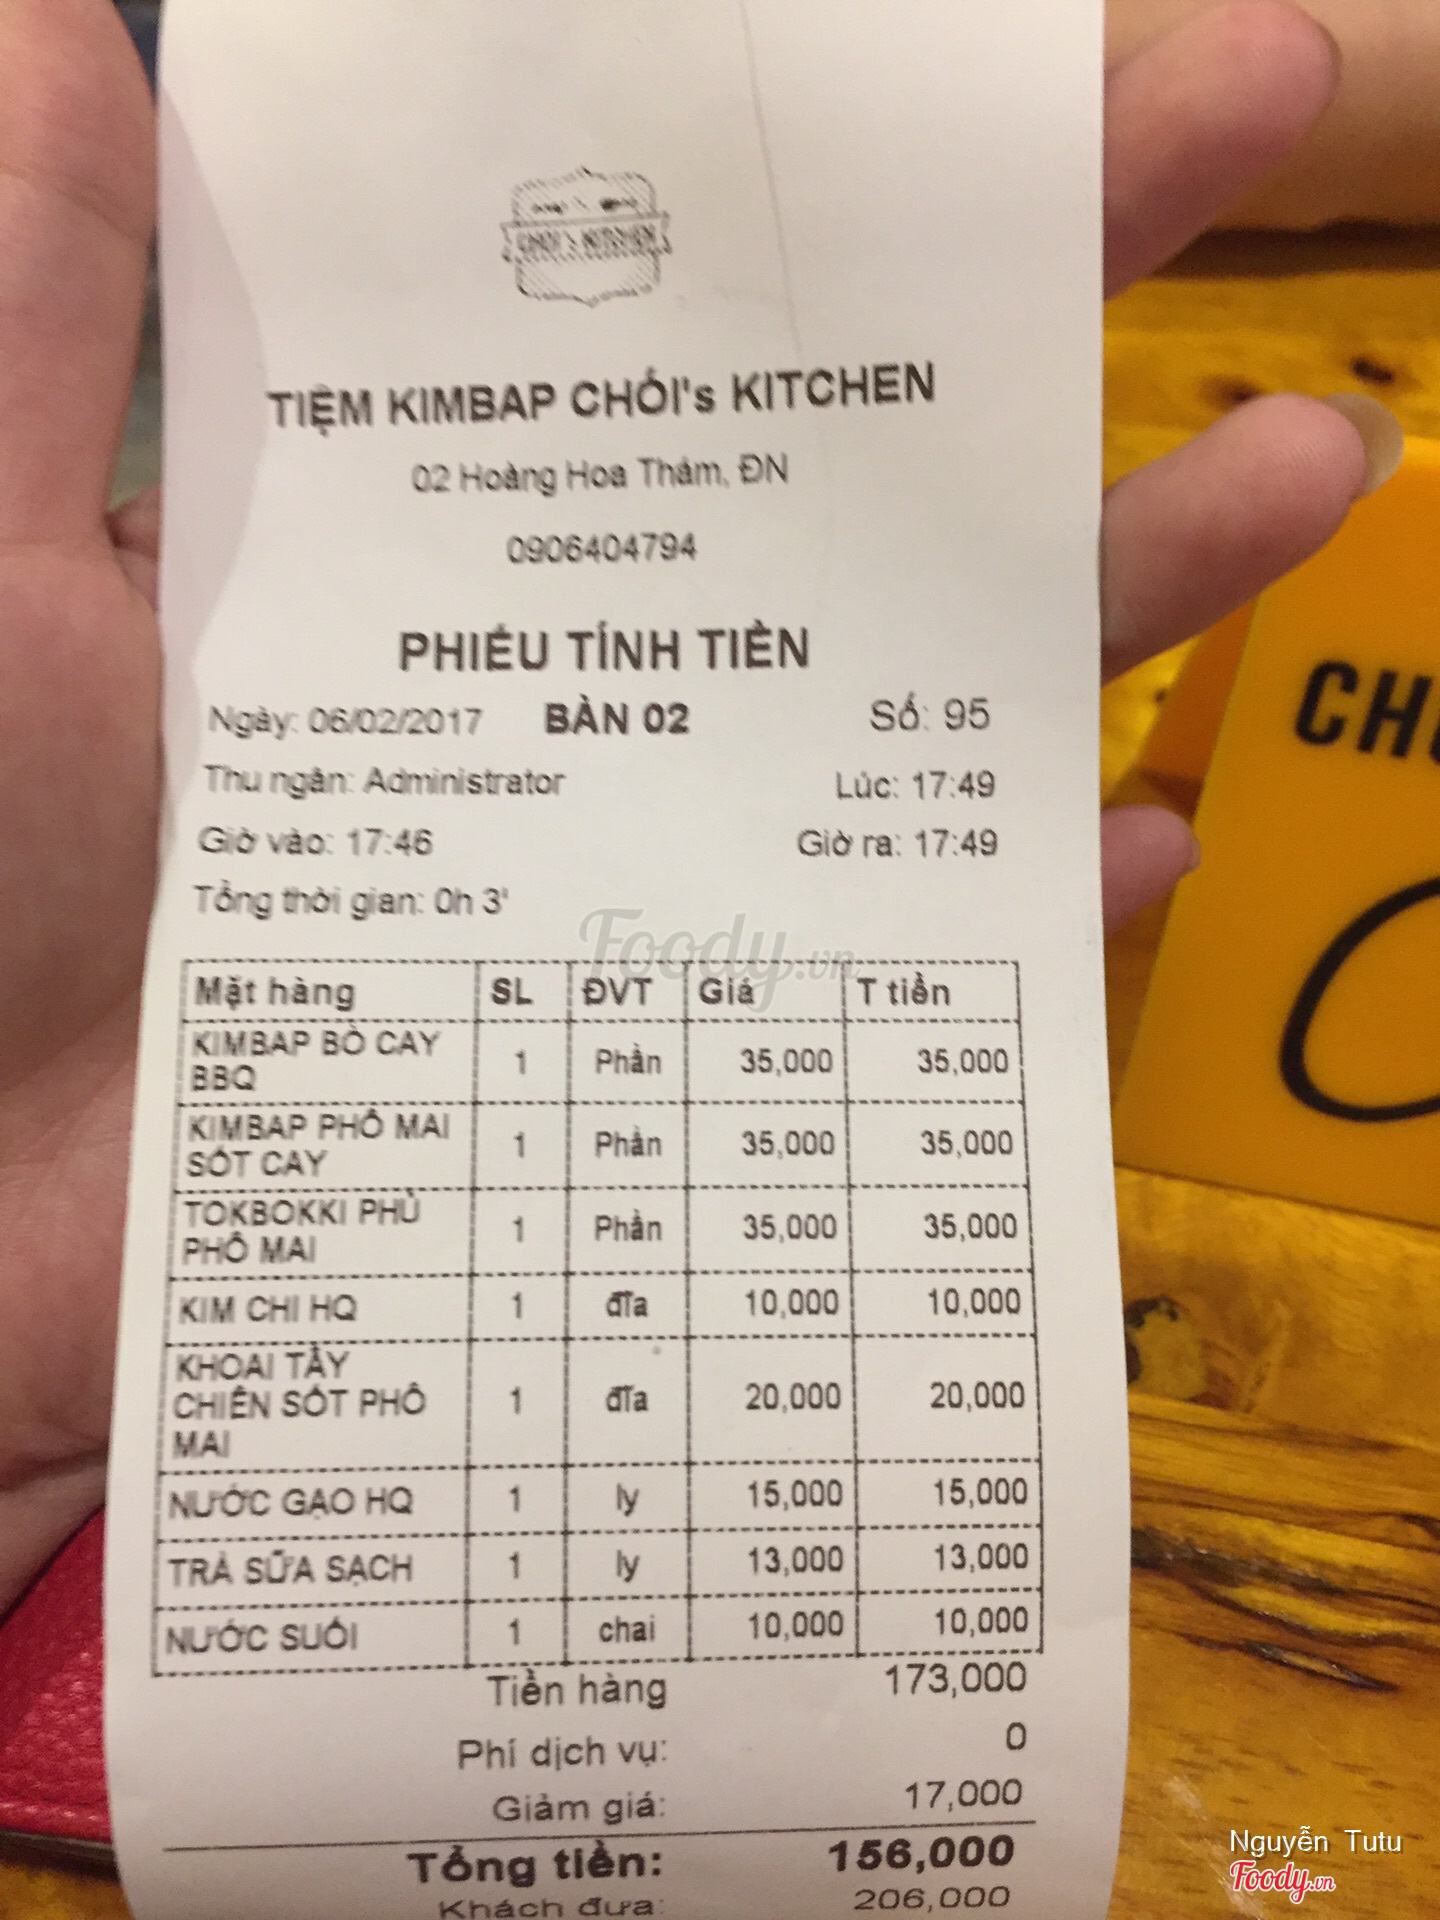 CHOI'S KITCHEN
TIỆM KIMBAP CHÓI's KITCHEN
02 Hoàng Hoa Thám, ĐN
0906404794
PHIẾU TÍNH TIỀN
Ngày: 06/02/2017 BÀN 02 Số: 95
Thu ngân: Administrator Lúc: 17:49
Giờ vào: 17:46 Giờ ra: 17:49
Tổng thời gian: 0h 3'
Foody.vn
Mặt hàng SL ĐVT Giá T tiền
KIMBAP BÒ CAY
BBQ 1 Phần 35,000 35,000
KIMBAP PHÔ MAI
SỐT CAY 1 Phần 35,000 35,000
TOKBOKKI PHỦ
PHÔ MAI 1 Phần 35,000 35,000
KIM CHI HQ 1 đĩa 10,000 10,000
KHOAI TÂY
CHIÊN SỐT PHÔ 1 đĩa 20,000 20,000
MAI
NƯỚC GẠO HQ 1 ly 15,000 15,000
TRÀ SỮA SẠCH 1 ly 13,000 13,000
NƯỚC SUỐI 1 chai 10,000 10,000
Tiền hàng 173,000
Phí dịch vụ: 0
Giảm giá: 17,000
Tổng tiền: 156,000
Khách đưa: 206,000
Nguyễn Tutu
Foody.vn